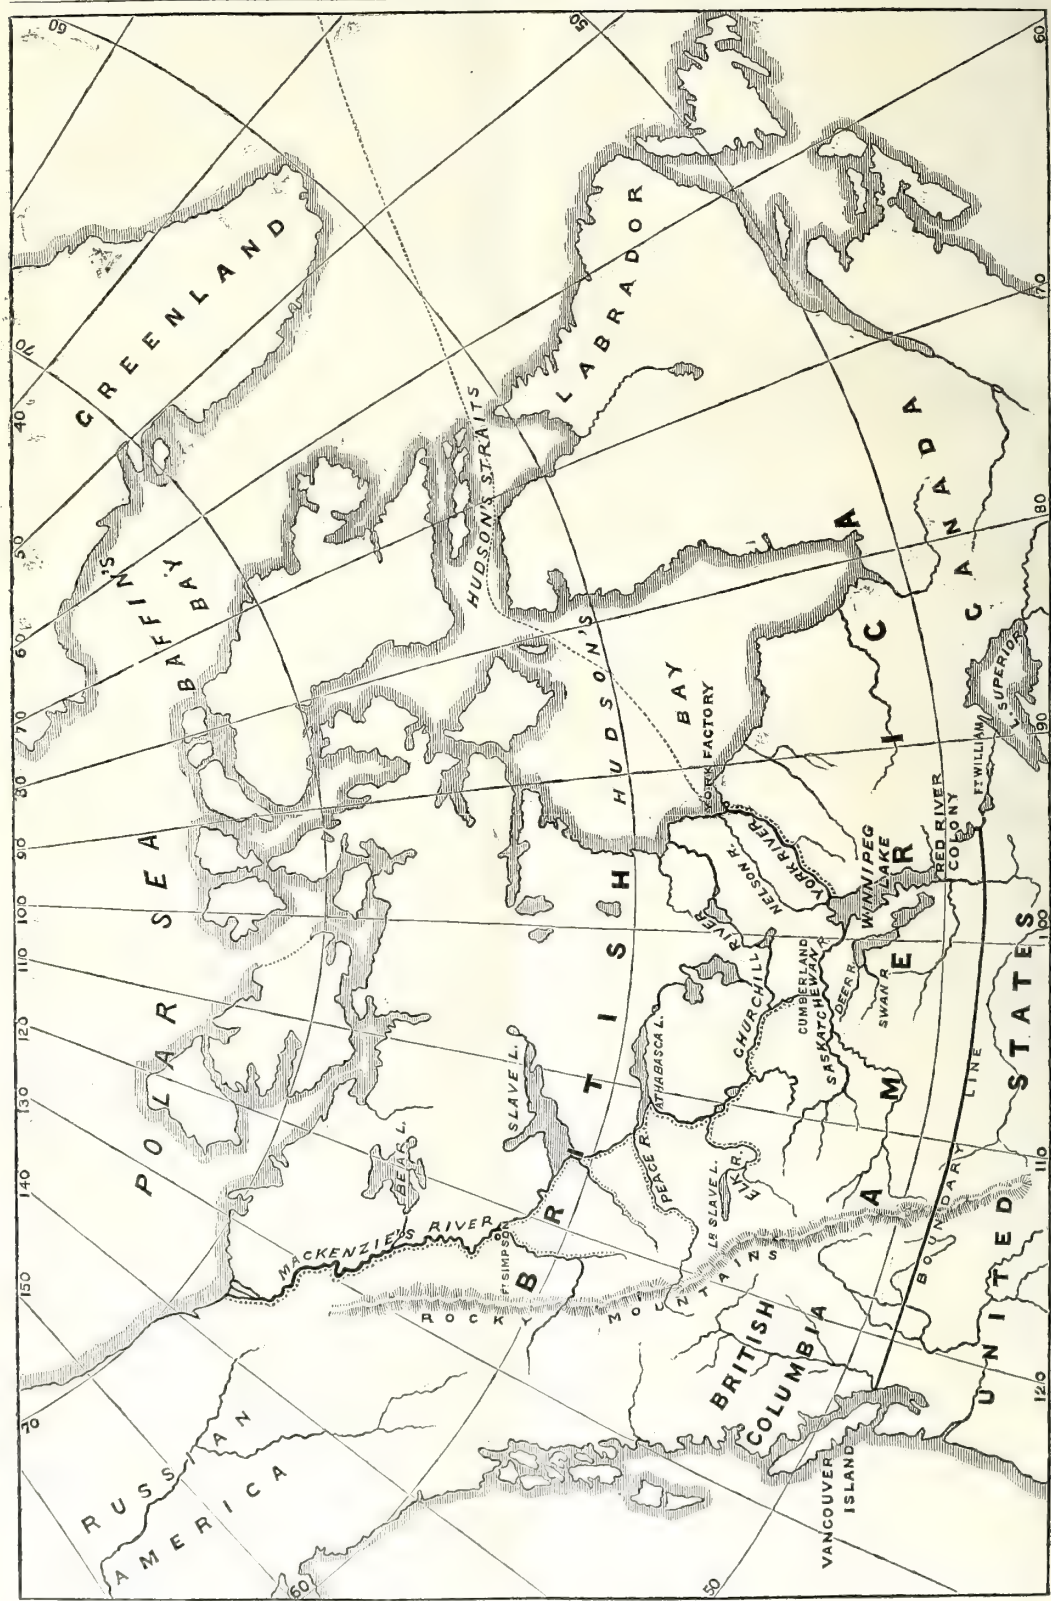 60
50
60
70
40
50
60
70
80
90
100
110
120
130
140
150
70
60
50
120
110
100
90
80
70
GREENLAND
BAFFIN'S
BAY
POLAR SEA
RUSSIAN
AMERICA
HUDSON'S STRAITS
LABRADOR
HUDSON'S
BAY
YORK FACTORY
BRITISH
AMERICA
CANADA
L. SUPERIOR
FT WILLIAM
RED RIVER
COLONY
WINNIPEG
LAKE
YORK RIVER
NELSON R.
CHURCHILL RIVER
CUMBERLAND
SASKATCHEWAN R.
DEER R.
SWAN R.
ATHABASCA L.
SLAVE L.
BEAR L.
PEACE R.
LR SLAVE L.
ELK R.
MACKENZIE'S RIVER
FT SIMPSON
ROCKY MOUNTAINS
BRITISH
COLUMBIA
VANCOUVER
ISLAND
BOUNDARY LINE
UNITED STATES